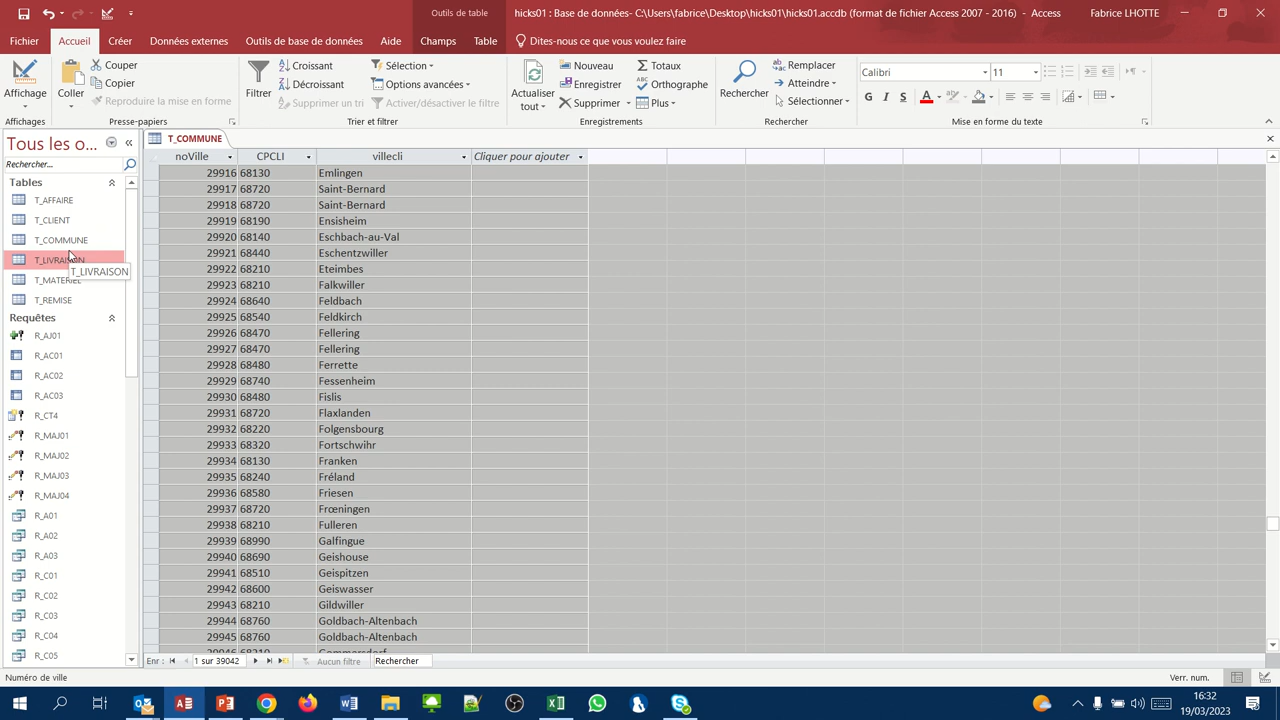 Outils de table
hicks01 : Base de données- C:\Users\fabrice\Desktop\hicks01\hicks01.accdb (format de fichier Access 2007 - 2016) - Access
Fabrice LHOTTE
Fichier
Accueil
Créer
Données externes
Outils de base de données
Aide
Champs
Table
Dites-nous ce que vous voulez faire
Affichage
Affichages
Coller
Couper
Copier
Reproduire la mise en forme
Presse-papiers
Filtrer
Croissant
Décroissant
Supprimer un tri
Sélection
Options avancées
Activer/désactiver le filtre
Trier et filtrer
Actualiser
tout
Nouveau
Enregistrer
Supprimer
Totaux
Orthographe
Plus
Enregistrements
Rechercher
Remplacer
Atteindre
Sélectionner
Rechercher
Calibri
11
G I S
Mise en forme du texte
Tous les o...
Rechercher...
Tables
T_AFFAIRE
T_CLIENT
T_COMMUNE
T_LIVRAISON
T_LIVRAISON
T_MATERIEL
T_REMISE
Requêtes
R_AJ01
R_AC01
R_AC02
R_AC03
R_CT4
R_MAJ01
R_MAJ02
R_MAJ03
R_MAJ04
R_A01
R_A02
R_A03
R_C01
R_C02
R_C03
R_C04
R_C05
T_COMMUNE
noVille CPCLI villecli Cliquer pour ajouter
29916 68130 Emlingen
29917 68720 Saint-Bernard
29918 68720 Saint-Bernard
29919 68190 Ensisheim
29920 68140 Eschbach-au-Val
29921 68440 Eschentzwiller
29922 68210 Eteimbes
29923 68210 Falkwiller
29924 68640 Feldbach
29925 68540 Feldkirch
29926 68470 Fellering
29927 68470 Fellering
29928 68480 Ferrette
29929 68740 Fessenheim
29930 68480 Fislis
29931 68720 Flaxlanden
29932 68220 Folgensbourg
29933 68320 Fortschwihr
29934 68130 Franken
29935 68240 Fréland
29936 68580 Friesen
29937 68720 Frœningen
29938 68210 Fulleren
29939 68990 Galfingue
29940 68690 Geishouse
29941 68510 Geispitzen
29942 68600 Geiswasser
29943 68210 Gildwiller
29944 68760 Goldbach-Altenbach
29945 68760 Goldbach-Altenbach
Enr : 1 sur 39042 Aucun filtre Rechercher
Numéro de ville
Verr. num.
16:32
19/03/2023